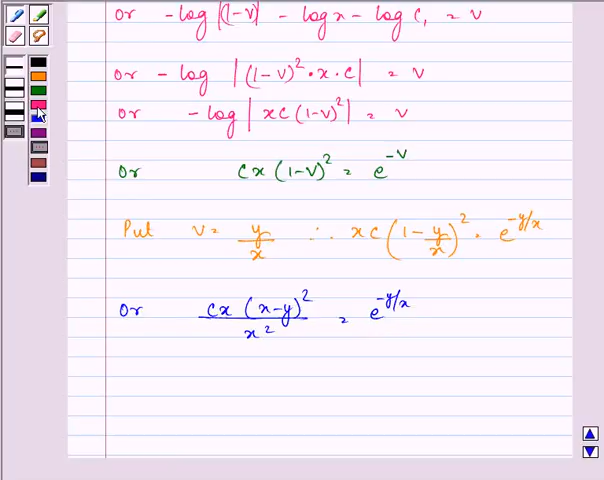 Or -log |(1-v)| - log x - log C₁ = v
Or -log |(1-v)²·x·c| = v
Or -log |xc(1-v)²| = v
Or Cx(1-v)² = e^{-v}
Put v = y/x ∴ xc(1 - y/x)² = e^{-y/x}
Or cx(x-y)²/x² = e^{-y/x}